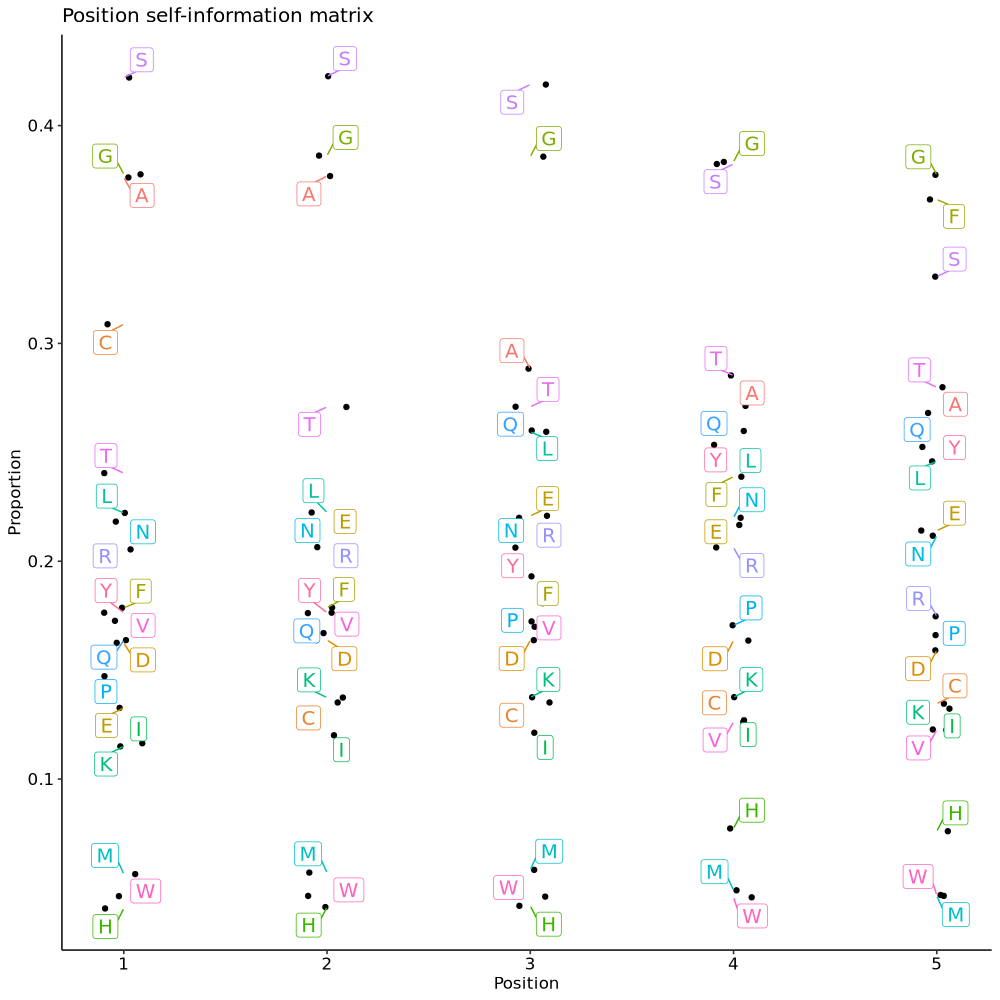 Position self-information matrix
S S
S
G G G G G
A A S
F
S
0.4
0.3
C
A T T
A
T A
T Q Q Q
L Y Y
T L L
L F N
N N E N E E
E R N
R R Y R R
Y F Y F F P
V V P V P
Q D Q D D D D
P K K K C
E C C C K
I V I V I
K I I
0.2
0.1
H H
M M M M W
W W W W M
H H H
1 2 3 4 5
Position
Proportion